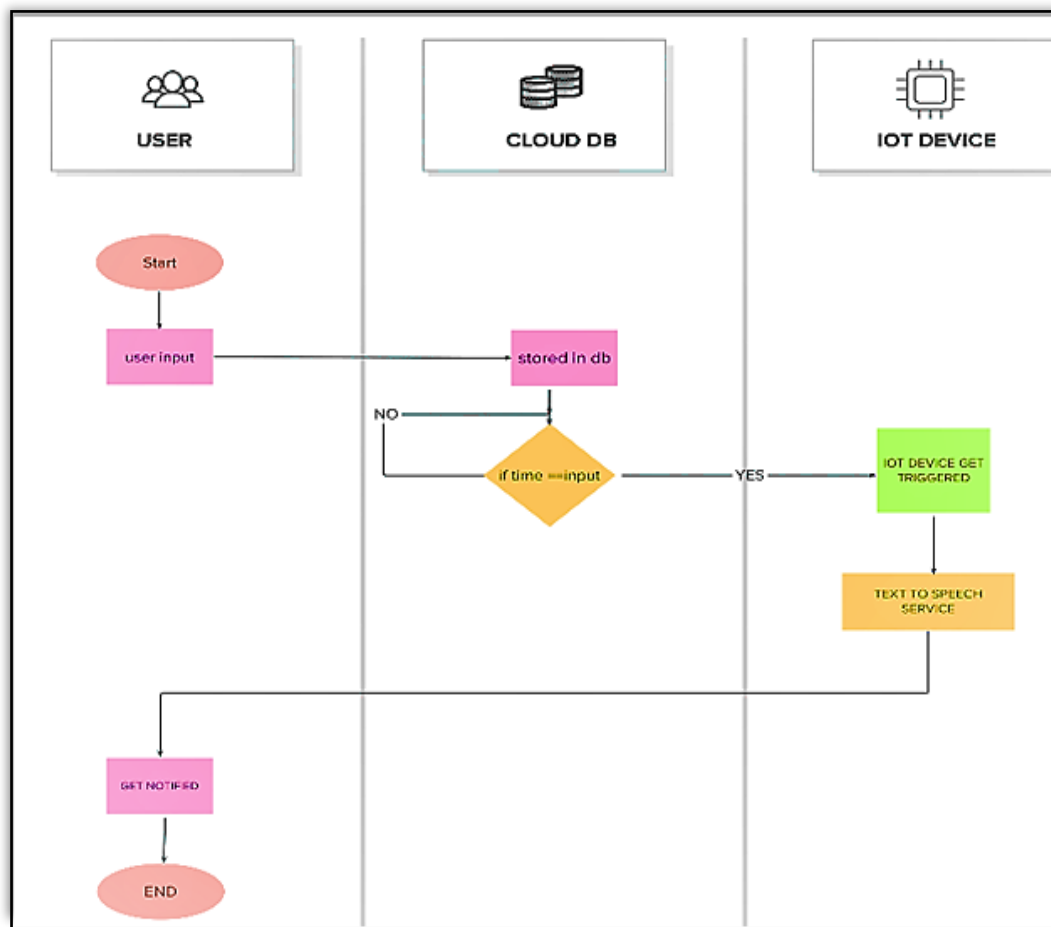 USER
CLOUD DB
IOT DEVICE
Start
user input
stored in db
NO
if time ==input
YES
IOT DEVICE GET
TRIGGERED
TEXT TO SPEECH
SERVICE
GET NOTIFIED
END